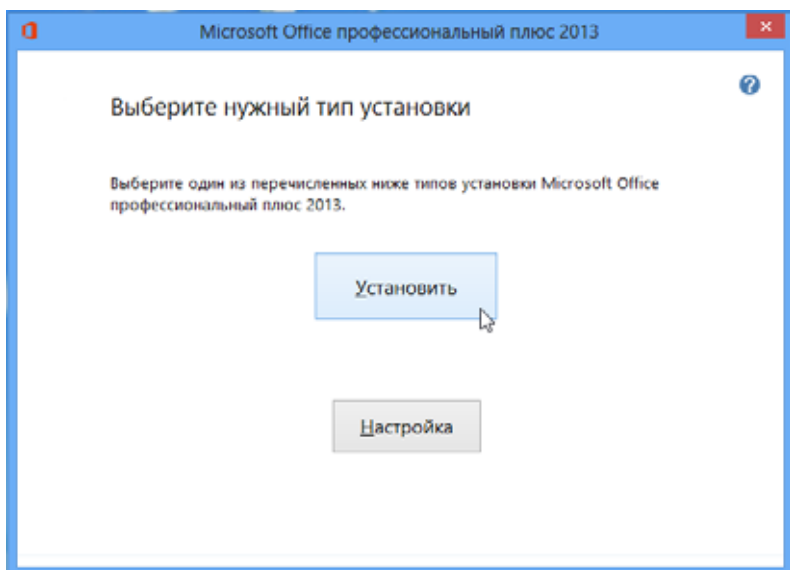 Microsoft Office профессиональный плюс 2013
Выберите нужный тип установки
Выберите один из перечисленных ниже типов установки Microsoft Office
профессиональный плюс 2013.
Установить
Настройка